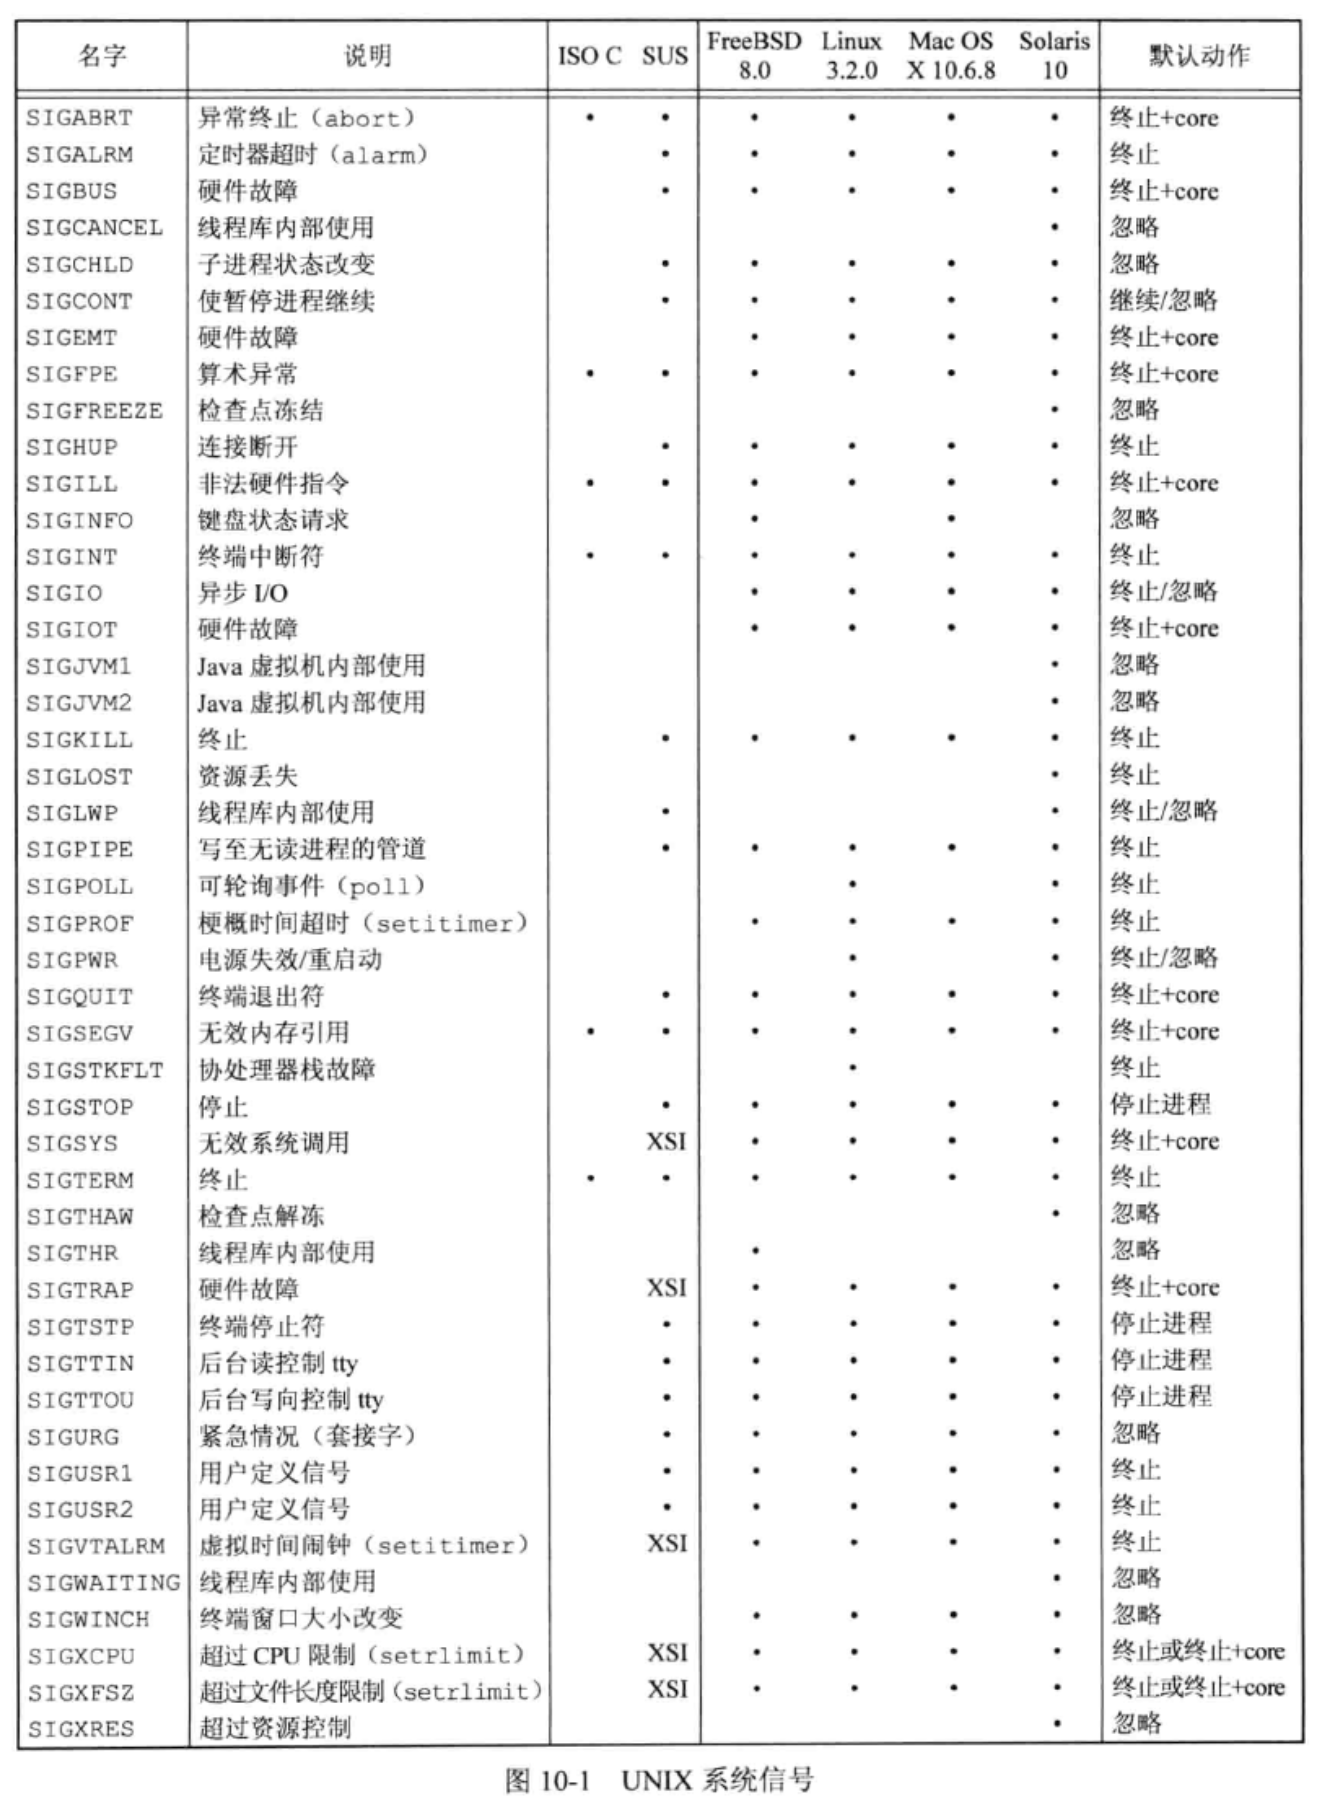 名字 说明 ISO C SUS FreeBSD 8.0 Linux 3.2.0 Mac OS X 10.6.8 Solaris 10 默认动作
SIGABRT 异常终止（abort） • • • • • • 终止+core
SIGALRM 定时器超时（alarm） • • • • • 终止
SIGBUS 硬件故障 • • • • • 终止+core
SIGCANCEL 线程库内部使用 • 忽略
SIGCHLD 子进程状态改变 • • • • • 忽略
SIGCONT 使暂停进程继续 • • • • • 继续/忽略
SIGEMT 硬件故障 • • • • 终止+core
SIGFPE 算术异常 • • • • • • 终止+core
SIGFREEZE 检查点冻结 • 忽略
SIGHUP 连接断开 • • • • • 终止
SIGILL 非法硬件指令 • • • • • • 终止+core
SIGINFO 键盘状态请求 • • 忽略
SIGINT 终端中断符 • • • • • • 终止
SIGIO 异步 I/O • • • • 终止/忽略
SIGIOT 硬件故障 • • • • 终止+core
SIGJVM1 Java 虚拟机内部使用 • 忽略
SIGJVM2 Java 虚拟机内部使用 • 忽略
SIGKILL 终止 • • • • • 终止
SIGLOST 资源丢失 • 终止
SIGLWP 线程库内部使用 • • 终止/忽略
SIGPIPE 写至无读进程的管道 • • • • • 终止
SIGPOLL 可轮询事件（poll） • • 终止
SIGPROF 梗概时间超时（setitimer） • • • • 终止
SIGPWR 电源失效/重启动 • • 终止/忽略
SIGQUIT 终端退出符 • • • • • 终止+core
SIGSEGV 无效内存引用 • • • • • • 终止+core
SIGSTKFLT 协处理器栈故障 • 终止
SIGSTOP 停止 • • • • • 停止进程
SIGSYS 无效系统调用 XSI • • • • 终止+core
SIGTERM 终止 • • • • • • 终止
SIGTHAW 检查点解冻 • 忽略
SIGTHR 线程库内部使用 • 忽略
SIGTRAP 硬件故障 XSI • • • • 终止+core
SIGTSTP 终端停止符 • • • • • 停止进程
SIGTTIN 后台读控制 tty • • • • • 停止进程
SIGTTOU 后台写向控制 tty • • • • • 停止进程
SIGURG 紧急情况（套接字） • • • • • 忽略
SIGUSR1 用户定义信号 • • • • • 终止
SIGUSR2 用户定义信号 • • • • • 终止
SIGVTALRM 虚拟时间闹钟（setitimer） XSI • • • • 终止
SIGWAITING 线程库内部使用 • 忽略
SIGWINCH 终端窗口大小改变 • • • • 忽略
SIGXCPU 超过 CPU 限制（setrlimit） XSI • • • • 终止或终止+core
SIGXFSZ 超过文件长度限制（setrlimit） XSI • • • • 终止或终止+core
SIGXRES 超过资源控制 • 忽略
图 10-1 UNIX 系统信号